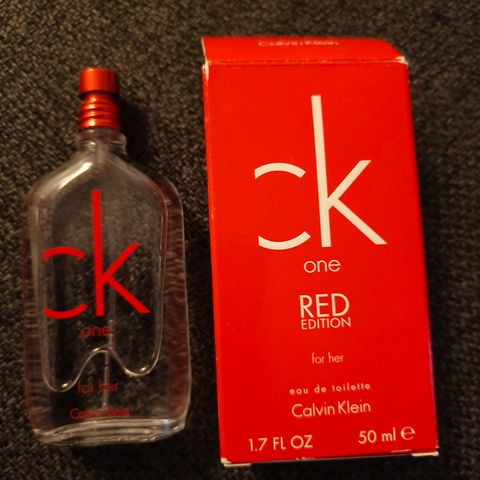 ck
one
for her
Calvin Klein
Calvin Klein
ck
one
RED
EDITION
for her
eau de toilette
Calvin Klein
1.7 FL OZ 50 ml ℮